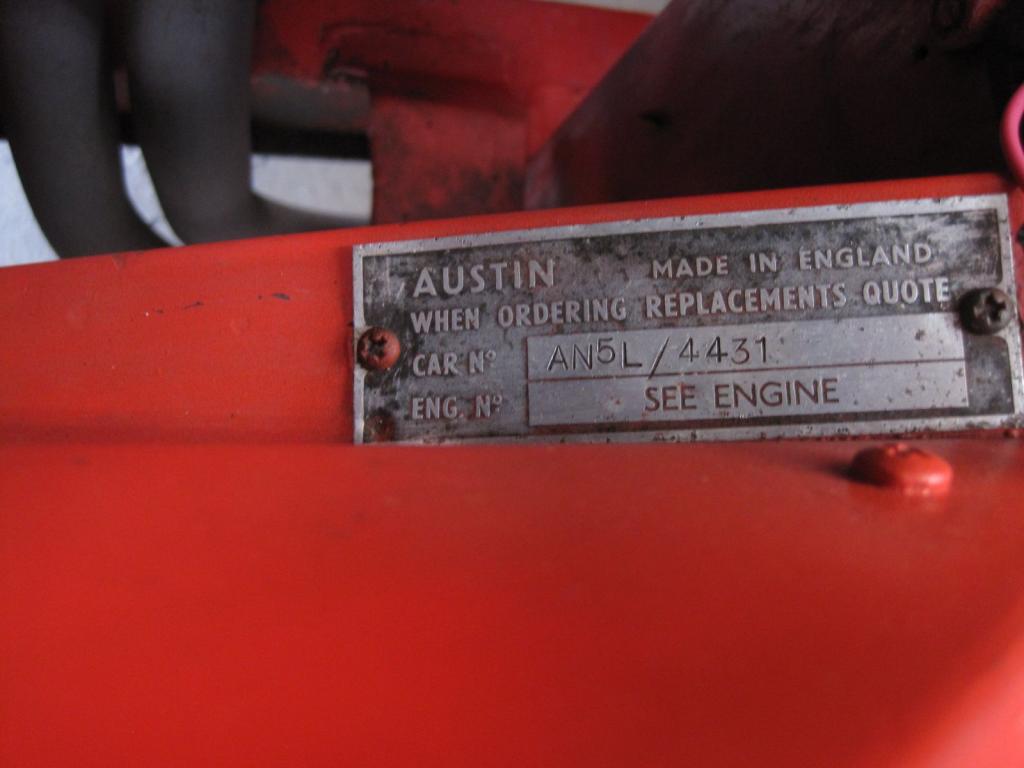 AUSTIN MADE IN ENGLAND
WHEN ORDERING REPLACEMENTS QUOTE
CAR Nº AN5L/4431
ENG. Nº SEE ENGINE